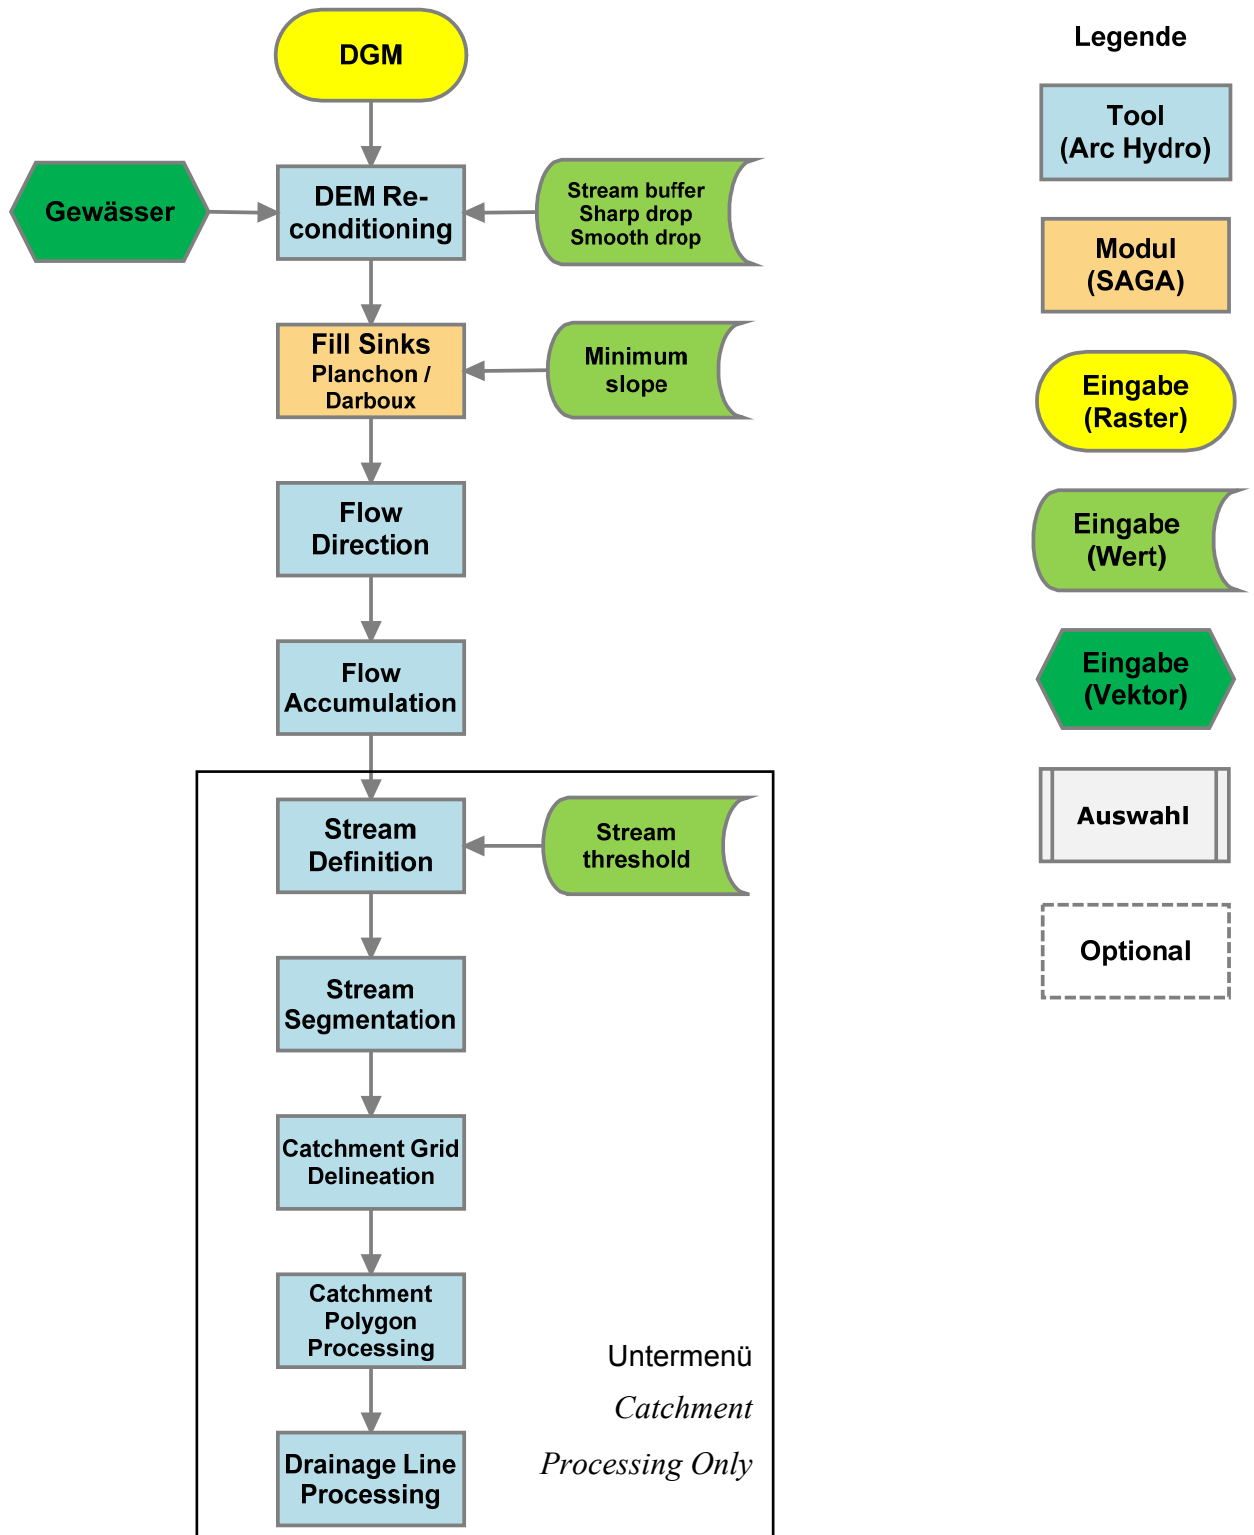 DGM
Gewässer
DEM Re-
conditioning
Stream buffer
Sharp drop
Smooth drop
Fill Sinks
Planchon /
Darboux
Minimum
slope
Flow
Direction
Flow
Accumulation
Stream
Definition
Stream
threshold
Stream
Segmentation
Catchment Grid
Delineation
Catchment
Polygon
Processing
Drainage Line
Processing
Untermenü
Catchment
Processing Only
Legende
Tool
(Arc Hydro)
Modul
(SAGA)
Eingabe
(Raster)
Eingabe
(Wert)
Eingabe
(Vektor)
Auswahl
Optional